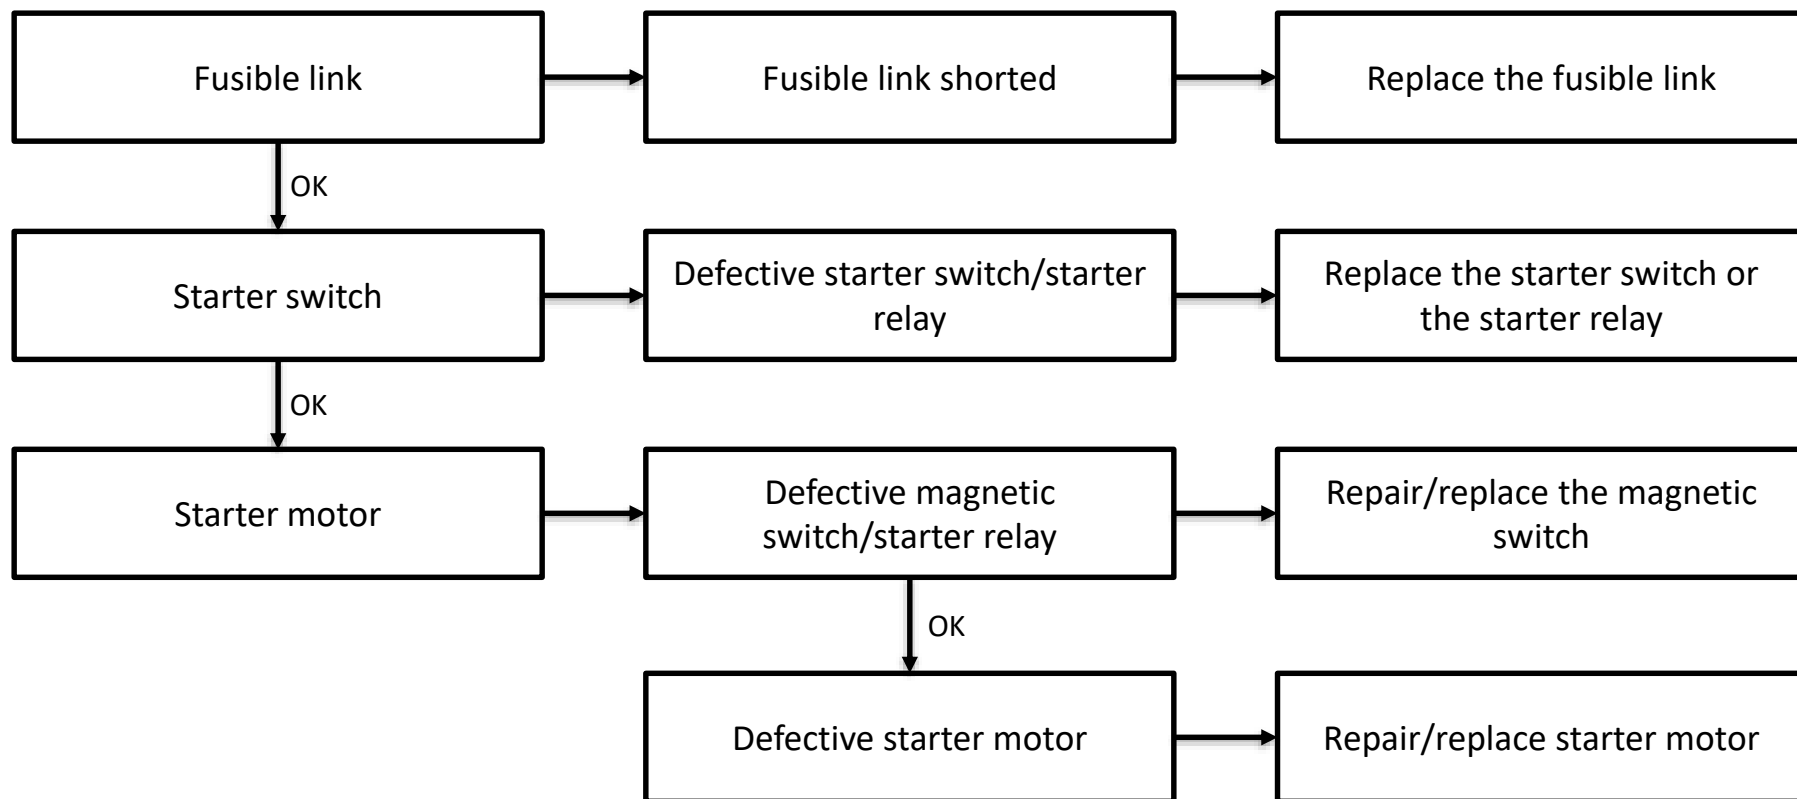 Fusible link
Fusible link shorted
Replace the fusible link
OK
Starter switch
Defective starter switch/starter
relay
Replace the starter switch or
the starter relay
OK
Starter motor
Defective magnetic
switch/starter relay
Repair/replace the magnetic
switch
OK
Defective starter motor
Repair/replace starter motor